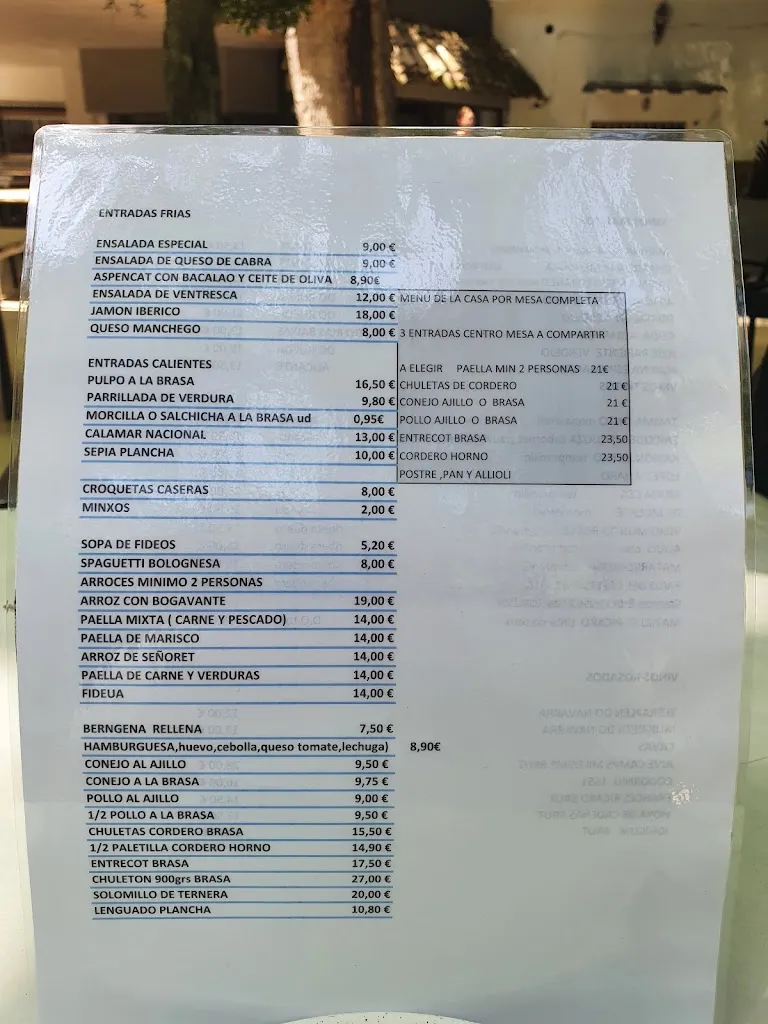 ENTRADAS FRIAS
ENSALADA ESPECIAL 9,00 €
ENSALADA DE QUESO DE CABRA 9,00 €
ASPENCAT CON BACALAO Y CEITE DE OLIVA 8,90€
ENSALADA DE VENTRESCA 12,00 €
JAMON IBERICO 18,00 €
QUESO MANCHEGO 8,00 €
ENTRADAS CALIENTES
PULPO A LA BRASA 16,50 €
PARRILLADA DE VERDURA 9,80 €
MORCILLA O SALCHICHA A LA BRASA ud 0,95€
CALAMAR NACIONAL 13,00 €
SEPIA PLANCHA 10,00 €
CROQUETAS CASERAS 8,00 €
MINXOS 2,00 €
SOPA DE FIDEOS 5,20 €
SPAGUETTI BOLOGNESA 8,00 €
ARROCES MINIMO 2 PERSONAS
ARROZ CON BOGAVANTE 19,00 €
PAELLA MIXTA ( CARNE Y PESCADO) 14,00 €
PAELLA DE MARISCO 14,00 €
ARROZ DE SEÑORET 14,00 €
PAELLA DE CARNE Y VERDURAS 14,00 €
FIDEUA 14,00 €
BERNGENA RELLENA 7,50 €
HAMBURGUESA,huevo,cebolla,queso tomate,lechuga) 8,90€
CONEJO AL AJILLO 9,50 €
CONEJO A LA BRASA 9,75 €
POLLO AL AJILLO 9,00 €
1/2 POLLO A LA BRASA 9,50 €
CHULETAS CORDERO BRASA 15,50 €
1/2 PALETILLA CORDERO HORNO 14,90 €
ENTRECOT BRASA 17,50 €
CHULETON 900grs BRASA 27,00 €
SOLOMILLO DE TERNERA 20,00 €
LENGUADO PLANCHA 10,80 €
MENU DE LA CASA POR MESA COMPLETA
3 ENTRADAS CENTRO MESA A COMPARTIR
A ELEGIR PAELLA MIN 2 PERSONAS 21€
CHULETAS DE CORDERO 21 €
CONEJO AJILLO O BRASA 21 €
POLLO AJILLO O BRASA 21 €
ENTRECOT BRASA 23,50
CORDERO HORNO 23,50
POSTRE ,PAN Y ALLIOLI